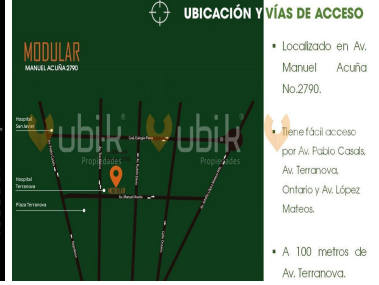 UBICACIÓN Y VÍAS DE ACCESO
MODULAR
MANUEL ACUÑA 2790
Hospital
San Javier
Hospital
Terranova
Plaza Terranova
MODULAR
Av. Manuel Acuña
ubik
Propiedades
ubik
Propiedades
▪ Localizado en Av.
Manuel Acuña
No.2790.
▪ Tiene fácil acceso
por Av. Pablo Casals,
Av. Terranova,
Ontario y Av. López
Mateos.
▪ A 100 metros de
Av. Terranova.